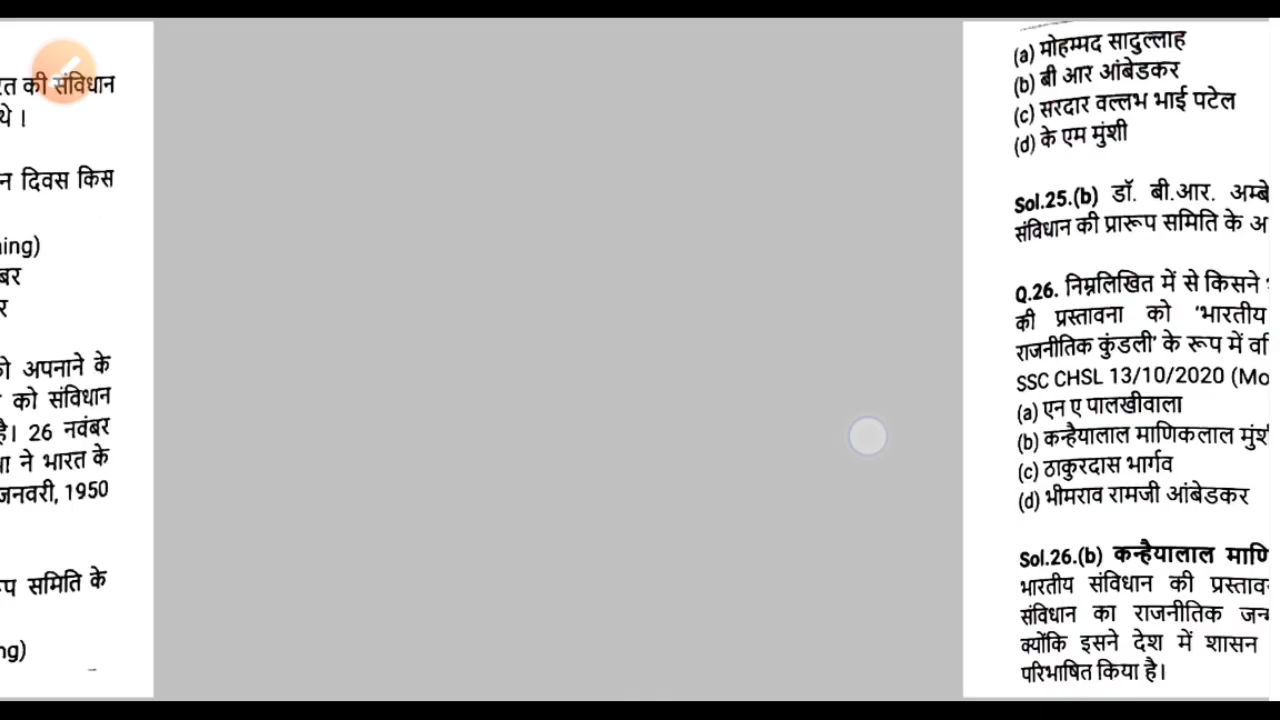 रत की संविधान
थे ।
न दिवस किस
ing)
बर
र
ो अपनाने के
को संविधान
है। 26 नवंबर
ा ने भारत के
जनवरी, 1950
प समिति के
ng)
(a) मोहम्मद सादुल्लाह
(b) बी आर आंबेडकर
(c) सरदार वल्लभ भाई पटेल
(d) के एम मुंशी
Sol.25.(b) डॉ. बी.आर. अम्बे
संविधान की प्रारूप समिति के अ
Q.26. निम्नलिखित में से किसने
की प्रस्तावना को 'भारतीय
राजनीतिक कुंडली' के रूप में वर्णि
SSC CHSL 13/10/2020 (Mo
(a) एन ए पालखीवाला
(b) कन्हैयालाल माणिकलाल मुंशी
(c) ठाकुरदास भार्गव
(d) भीमराव रामजी आंबेडकर
Sol.26.(b) कन्हैयालाल माणि
भारतीय संविधान की प्रस्ताव
संविधान का राजनीतिक जन्म
क्योंकि इसने देश में शासन
परिभाषित किया है।